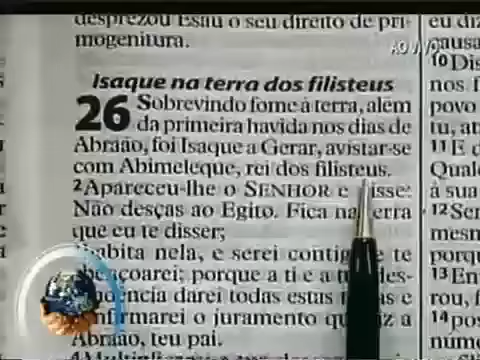 desprezou Esaú o seu direito de pri-
mogenitura.
Isaque na terra dos filisteus
26 Sobrevindo fome à terra, além
da primeira havida nos dias de
Abraão, foi Isaque a Gerar, avistar-se
com Abimeleque, rei dos filisteus.
2 Apareceu-lhe o SENHOR e disse:
Não desças ao Egito. Fica na terra
que eu te disser;
habita nela, e serei contigo e te
abençoarei; porque a ti e a tua des-
darei todas estas e
confirmarei o juramento que fiz a
Abraão, teu pai.
AO VIVO
causa
10 Dis
nos f
povo
tu, at
11 E d
Qual
à sua
12 Ser
mesn
porqu
13 En
rou, f
14 pos